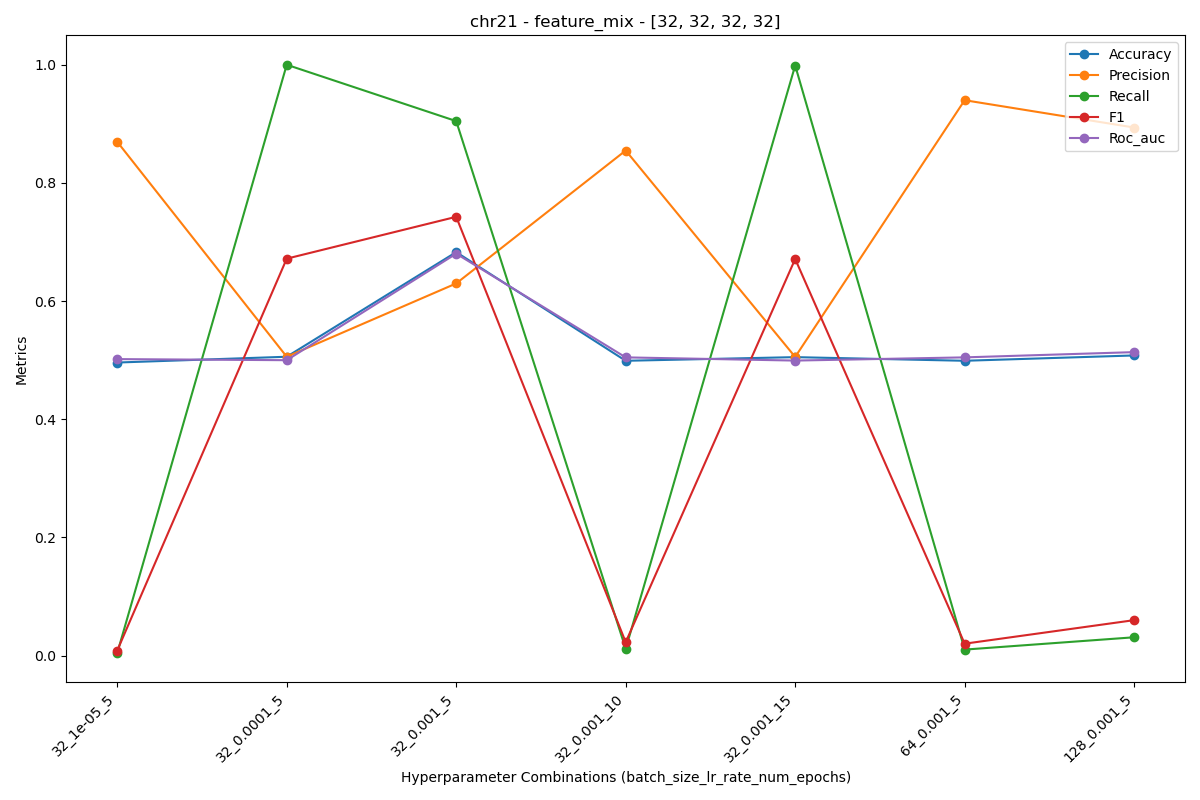 chr21 - feature_mix - [32, 32, 32, 32]
Accuracy
Precision
Recall
F1
Roc_auc
1.0
0.8
0.6
0.4
0.2
0.0
Metrics
32_1e-05_5
32_0.0001_5
32_0.001_5
32_0.001_10
32_0.001_15
64_0.001_5
128_0.001_5
Hyperparameter Combinations (batch_size_lr_rate_num_epochs)